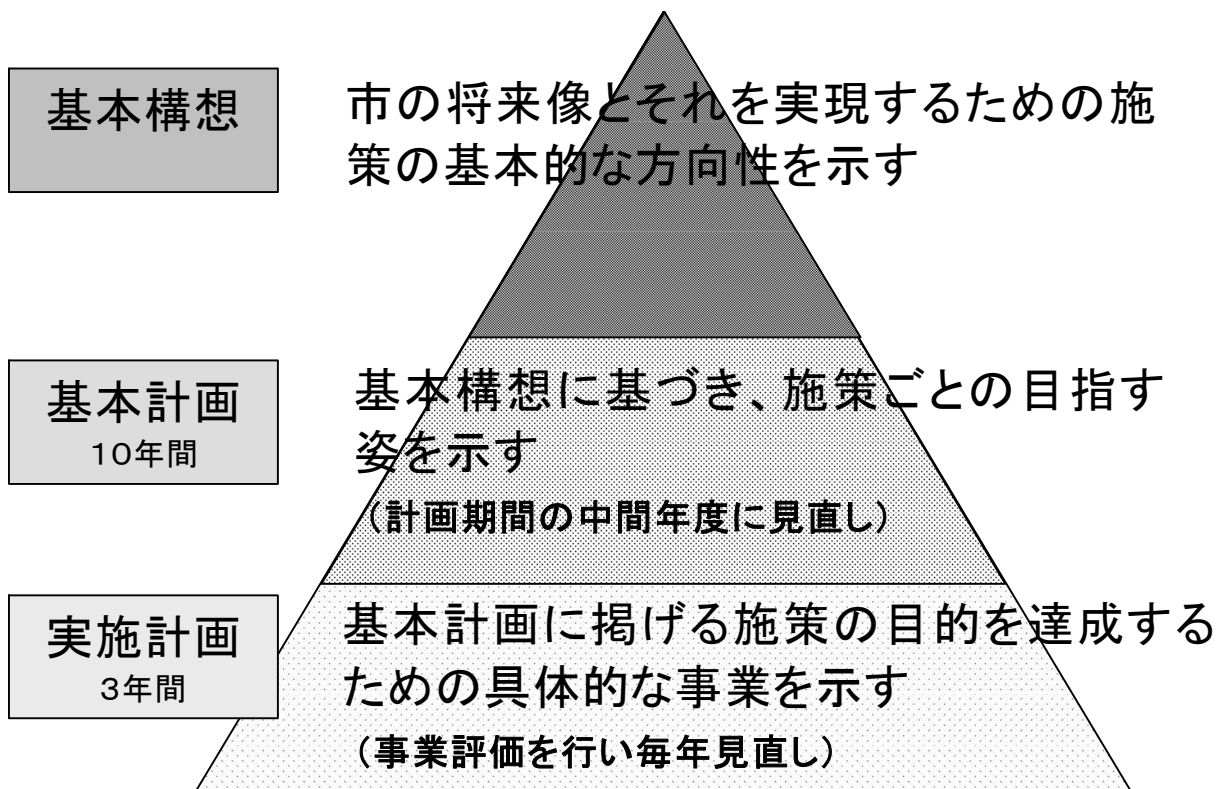 基本構想
市の将来像とそれを実現するための施
策の基本的な方向性を示す
基本計画
10年間
基本構想に基づき、施策ごとの目指す
姿を示す
(計画期間の中間年度に見直し)
実施計画
3年間
基本計画に掲げる施策の目的を達成する
ための具体的な事業を示す
(事業評価を行い毎年見直し)